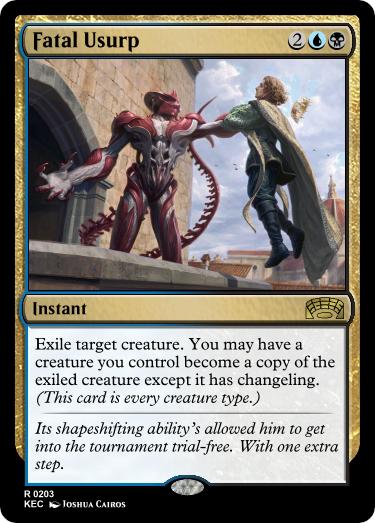 Fatal Usurp 2
Instant
Exile target creature. You may have a
creature you control become a copy of the
exiled creature except it has changeling.
(This card is every creature type.)
Its shapeshifting ability's allowed him to get
into the tournament trial-free. With one extra
step.
R 0203
KEC Joshua Cairos